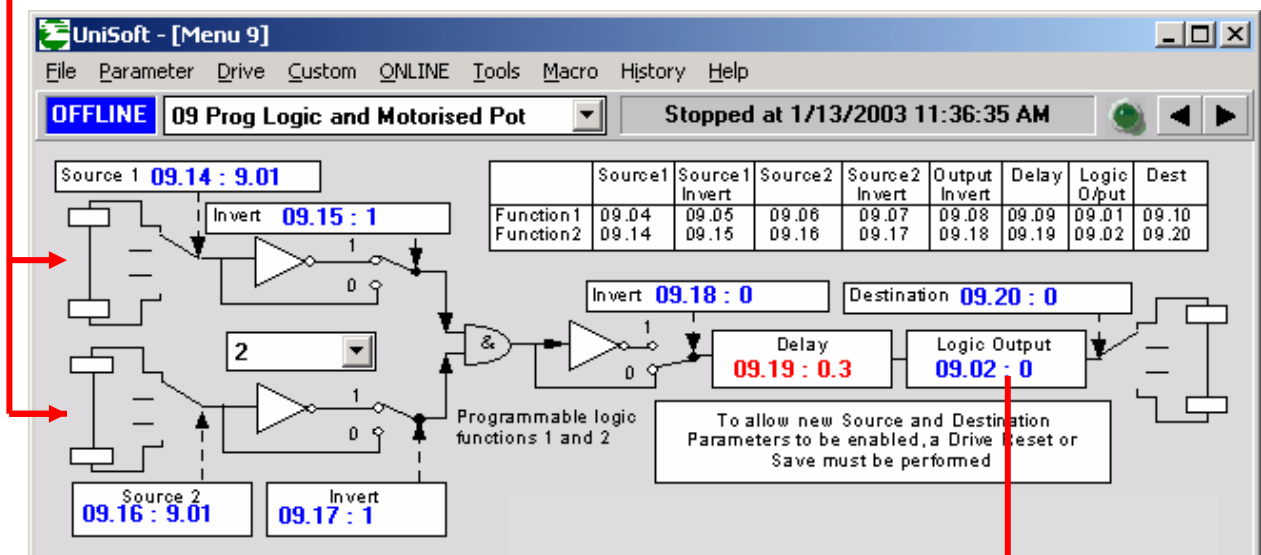 UniSoft - [Menu 9]
File Parameter Drive Custom ONLINE Tools Macro History Help
OFFLINE 09 Prog Logic and Motorised Pot Stopped at 1/13/2003 11:36:35 AM
Source 1 09.14 : 9.01
Invert 09.15 : 1
1
0
Source1 Source1 Invert Source2 Source2 Invert Output Invert Delay Logic O/put Dest
Function1 09.04 09.05 09.06 09.07 09.08 09.09 09.01 09.10
Function2 09.14 09.15 09.16 09.17 09.18 09.19 09.02 09.20
Invert 09.18 : 0
Destination 09.20 : 0
2
&
1
0
Delay
09.19 : 0.3
Logic Output
09.02 : 0
1
0
Programmable logic
functions 1 and 2
To allow new Source and Destination
Parameters to be enabled, a Drive Reset or
Save must be performed
Source 2
09.16 : 9.01
Invert
09.17 : 1